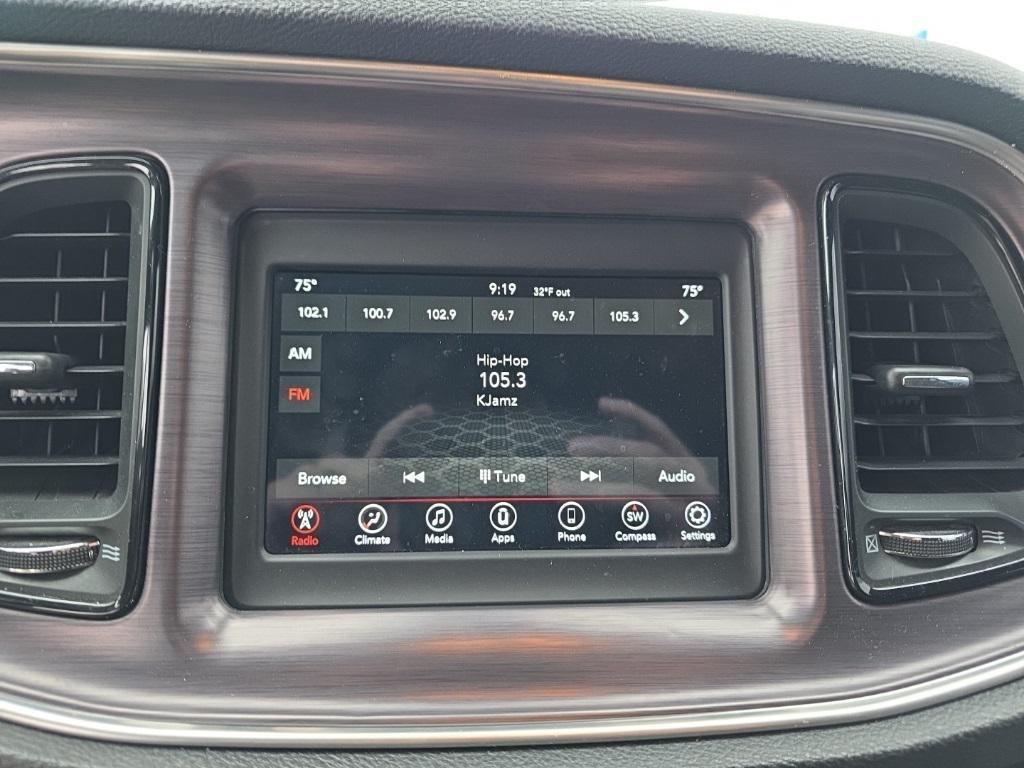 75° 9:19 32°F out 75°
102.1 100.7 102.9 96.7 96.7 105.3
AM
FM
Hip-Hop
105.3
KJamz
Browse Tune Audio
SW
Radio Climate Media Apps Phone Compass Settings